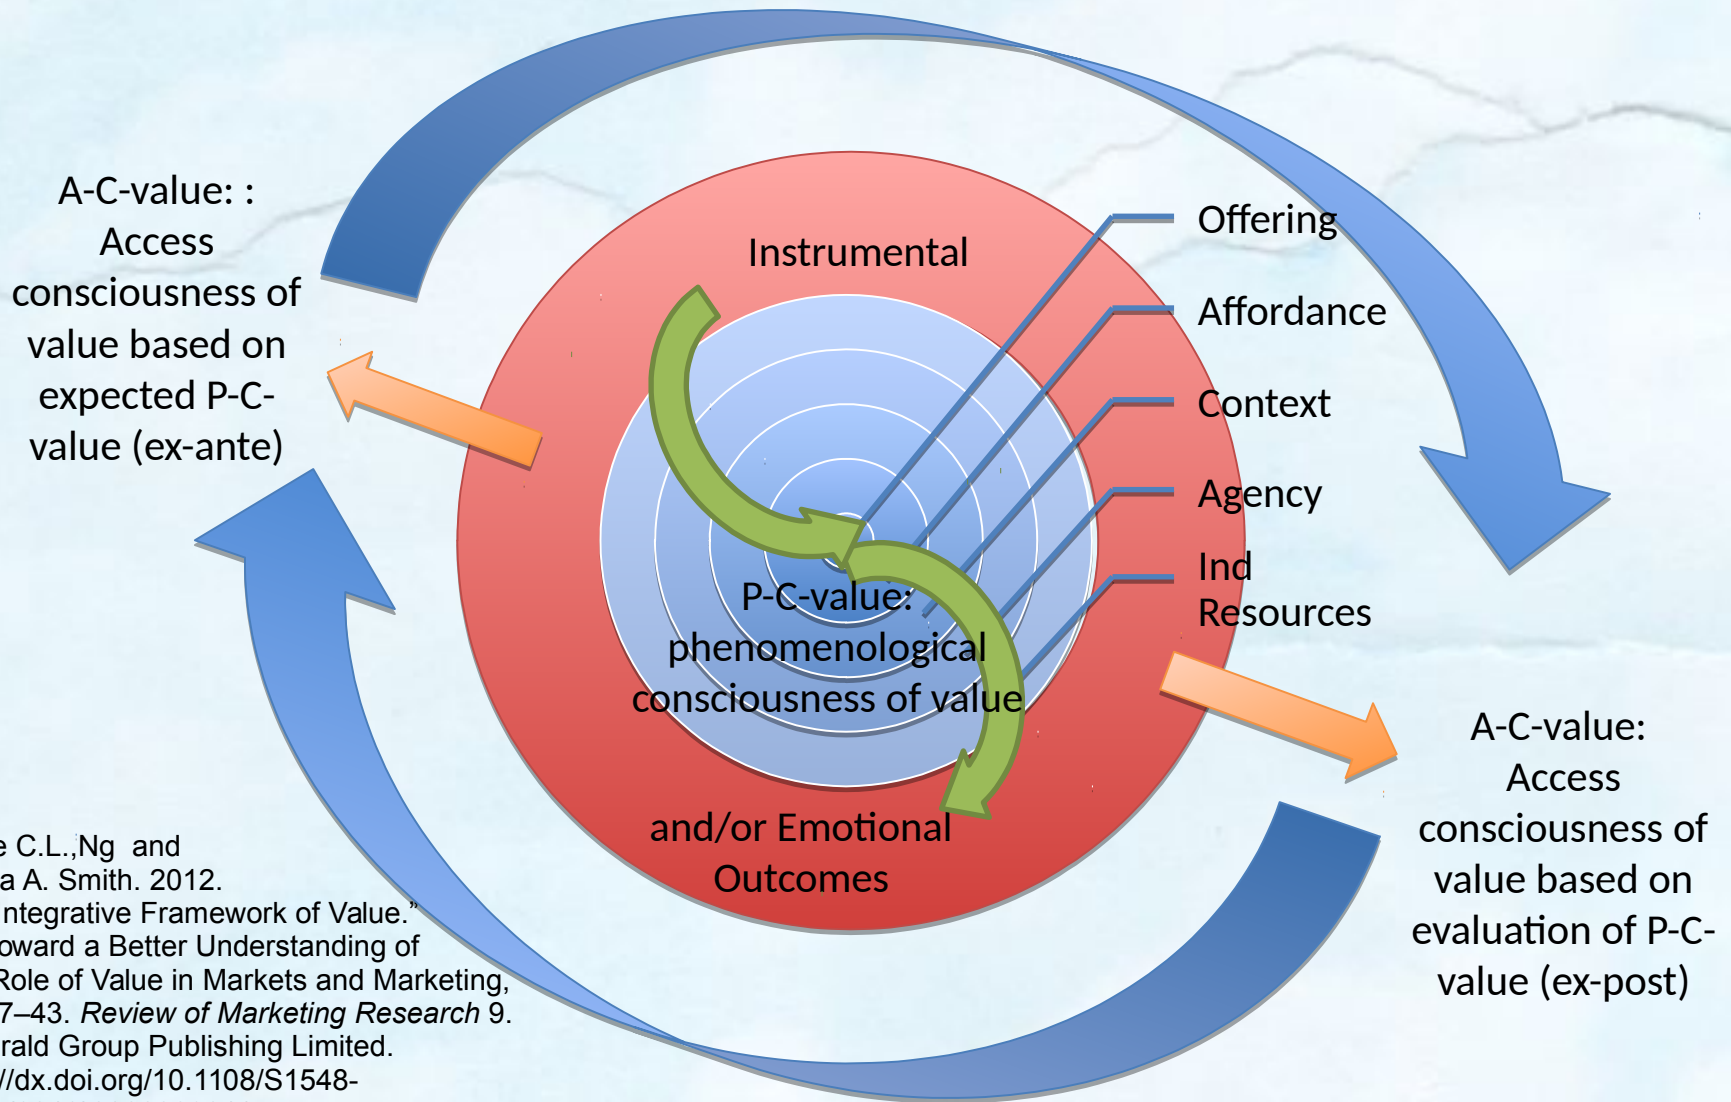 A-C-value: :
Access
consciousness of
value based on
expected P-C-
value (ex-ante)
Instrumental
Offering
Affordance
Context
Agency
Ind
Resources
P-C-value:
phenomenological
consciousness of value
and/or Emotional
Outcomes
A-C-value:
Access
consciousness of
value based on
evaluation of P-C-
value (ex-post)
e C.L.,Ng and
a A. Smith. 2012.
ntegrative Framework of Value.”
oward a Better Understanding of
Role of Value in Markets and Marketing,
7–43. Review of Marketing Research 9.
rald Group Publishing Limited.
//dx.doi.org/10.1108/S1548-